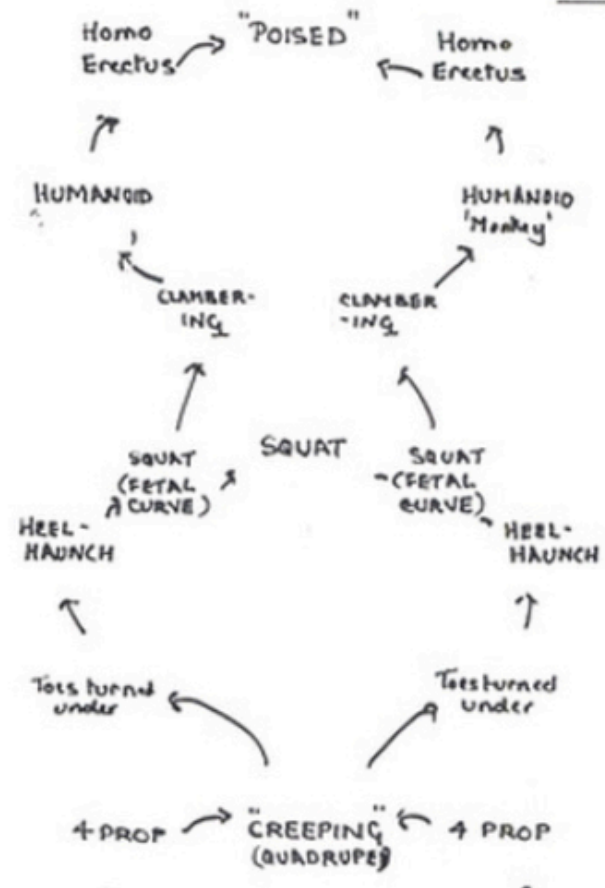 "POISED"
Homo
Erectus
Homo
Erectus
HUMANOID
HUMANOID
'Monkey'
CLAMBER-
ING
CLAMBER
-ING
SQUAT
SQUAT
(FETAL
CURVE)
SQUAT
(FETAL
CURVE)
HEEL-
HAUNCH
HEEL-
HAUNCH
Toes turned
under
Toes turned
under
4 PROP
"CREEPING"
(QUADRUPED)
4 PROP